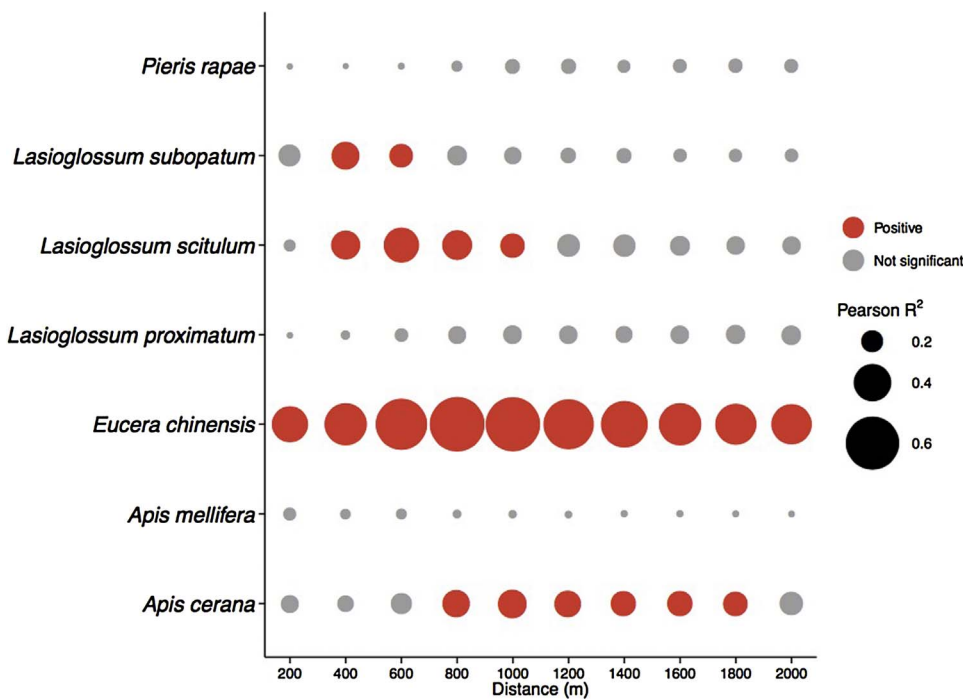 Pieris rapae
Lasioglossum subopatum
Lasioglossum scitulum
Lasioglossum proximatum
Eucera chinensis
Apis mellifera
Apis cerana
200 400 600 800 1000 1200 1400 1600 1800 2000
Distance (m)
Positive
Not significant
Pearson R²
0.2
0.4
0.6